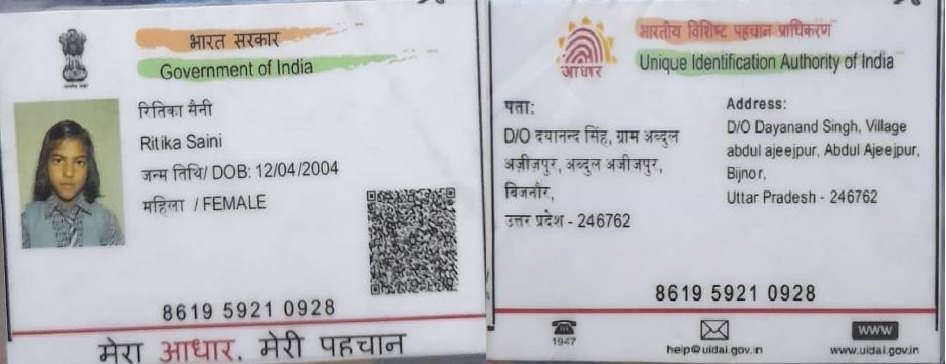 भारत सरकार
Government of India
रितिका सैनी
Ritika Saini
जन्म तिथि/ DOB: 12/04/2004
महिला / FEMALE
8619 5921 0928
मेरा आधार, मेरी पहचान
भारतीय विशिष्ट पहचान प्राधिकरण
आधार
Unique Identification Authority of India
पता:
D/O दयानन्द सिंह, ग्राम अब्दुल
अज़ीज़पुर, अब्दुल अजीजपुर,
बिजनौर,
उत्तर प्रदेश - 246762
Address:
D/O Dayanand Singh, Village
abdul ajeejpur, Abdul Ajeejpur,
Bijnor,
Uttar Pradesh - 246762
8619 5921 0928
1947
help@uidai.gov.in
WWW
www.uidai.gov.in